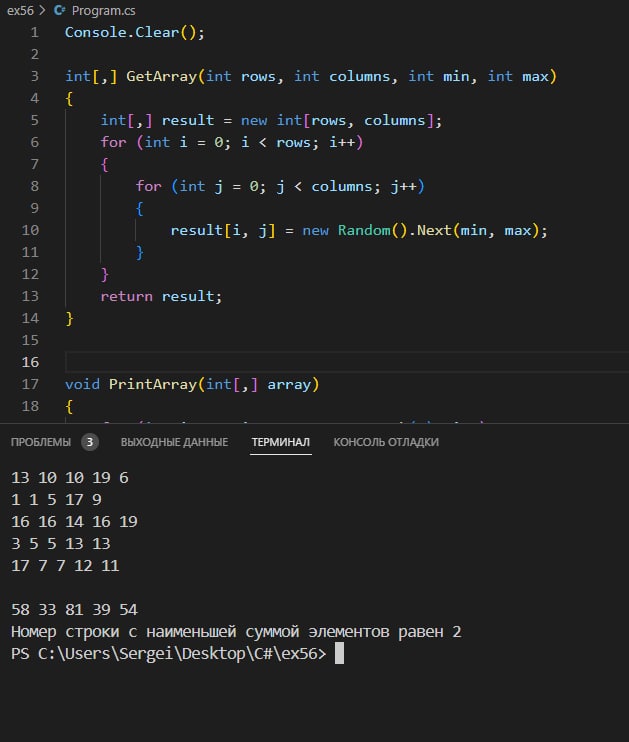 ex56 > C# Program.cs
1 Console.Clear();
2
3 int[,] GetArray(int rows, int columns, int min, int max)
4 {
5 int[,] result = new int[rows, columns];
6 for (int i = 0; i < rows; i++)
7 {
8 for (int j = 0; j < columns; j++)
9 {
10 result[i, j] = new Random().Next(min, max);
11 }
12 }
13 return result;
14 }
15
16
17 void PrintArray(int[,] array)
18 {
ПРОБЛЕМЫ 3 ВЫХОДНЫЕ ДАННЫЕ ТЕРМИНАЛ КОНСОЛЬ ОТЛАДКИ
13 10 10 19 6
1 1 5 17 9
16 16 14 16 19
3 5 5 13 13
17 7 7 12 11
58 33 81 39 54
Номер строки с наименьшей суммой элементов равен 2
PS C:\Users\Sergei\Desktop\C#\ex56>